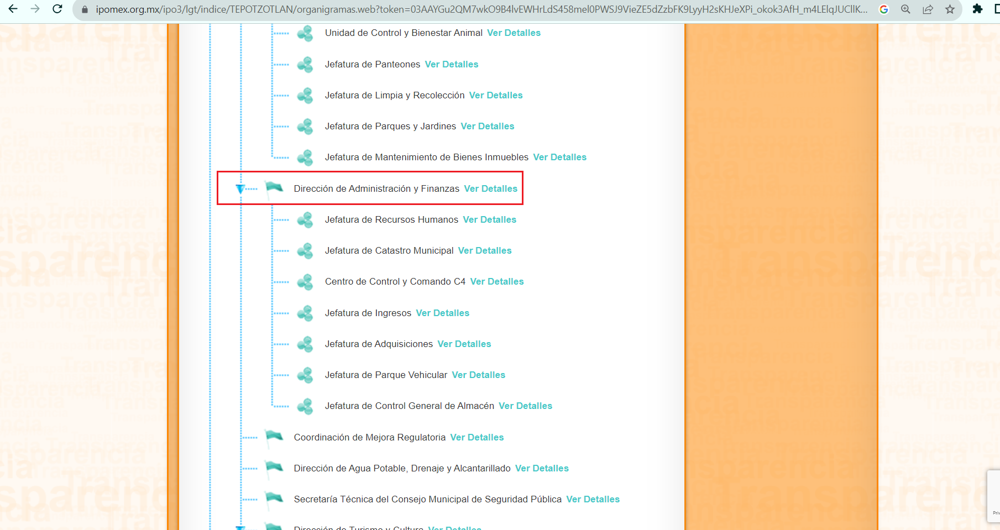 ipomex.org.mx/ipo3/lgt/indice/TEPOTZOTLAN/organigramas.web?token=03AAYGu2QM7wkO9B4lvEWHrLdS458mel0PWSJ9VieZE5dZzbFK9LyyH2sKHJeXPi_okok3AfH_m4LElqJUCllK...
Unidad de Control y Bienestar Animal Ver Detalles
Jefatura de Panteones Ver Detalles
Jefatura de Limpia y Recolección Ver Detalles
Jefatura de Parques y Jardines Ver Detalles
Jefatura de Mantenimiento de Bienes Inmuebles Ver Detalles
Dirección de Administración y Finanzas Ver Detalles
Jefatura de Recursos Humanos Ver Detalles
Jefatura de Catastro Municipal Ver Detalles
Centro de Control y Comando C4 Ver Detalles
Jefatura de Ingresos Ver Detalles
Jefatura de Adquisiciones Ver Detalles
Jefatura de Parque Vehicular Ver Detalles
Jefatura de Control General de Almacén Ver Detalles
Coordinación de Mejora Regulatoria Ver Detalles
Dirección de Agua Potable, Drenaje y Alcantarillado Ver Detalles
Secretaría Técnica del Consejo Municipal de Seguridad Pública Ver Detalles
Dirección de Turismo y Cultura Ver Detalles